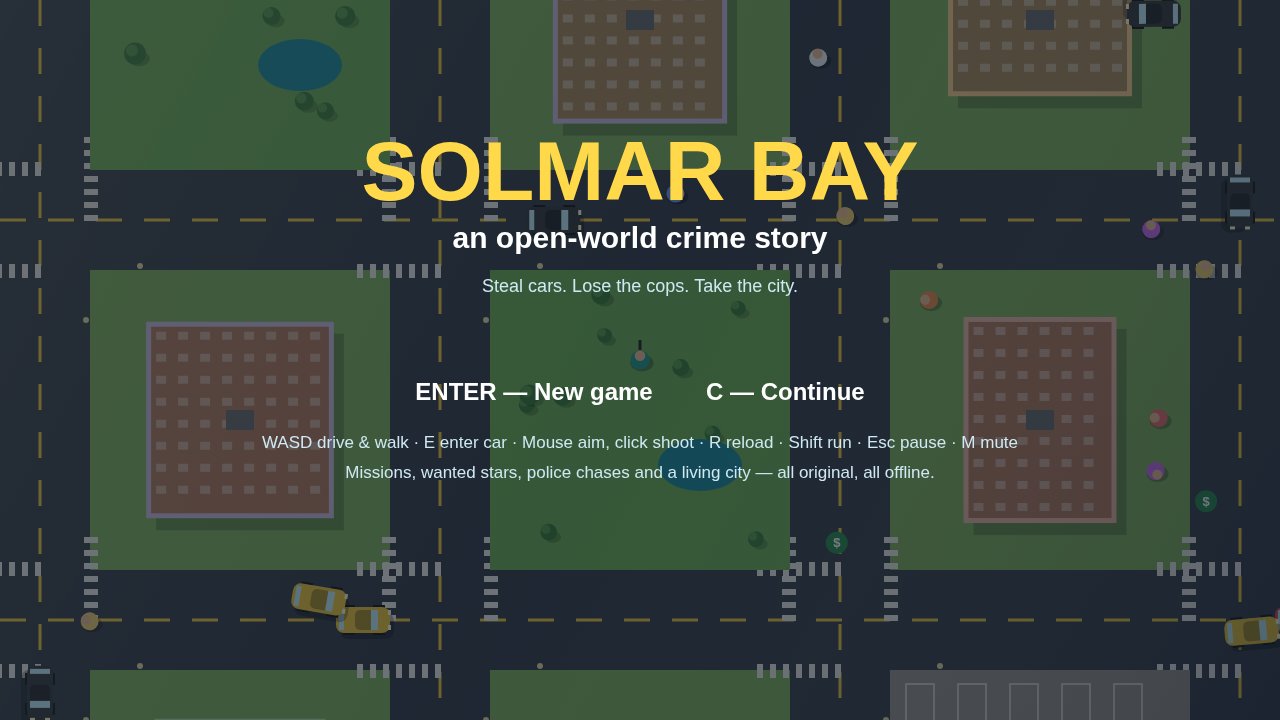 SOLMAR BAY
an open-world crime story
Steal cars. Lose the cops. Take the city.
ENTER — New game C — Continue
WASD drive & walk · E enter car · Mouse aim, click shoot · R reload · Shift run · Esc pause · M mute
Missions, wanted stars, police chases and a living city — all original, all offline.
$
$